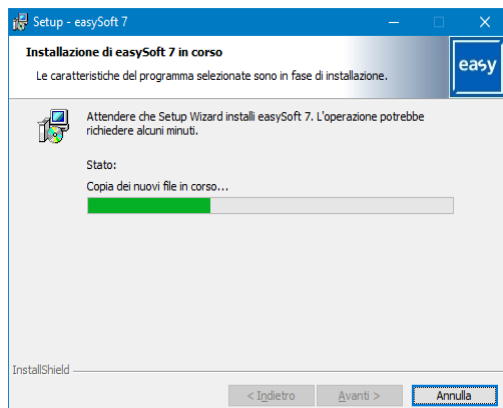 Setup - easySoft 7
Installazione di easySoft 7 in corso
Le caratteristiche del programma selezionate sono in fase di installazione.
easy
Attendere che Setup Wizard installi easySoft 7. L'operazione potrebbe
richiedere alcuni minuti.
Stato:
Copia dei nuovi file in corso...
InstallShield
< Indietro
Avanti >
Annulla